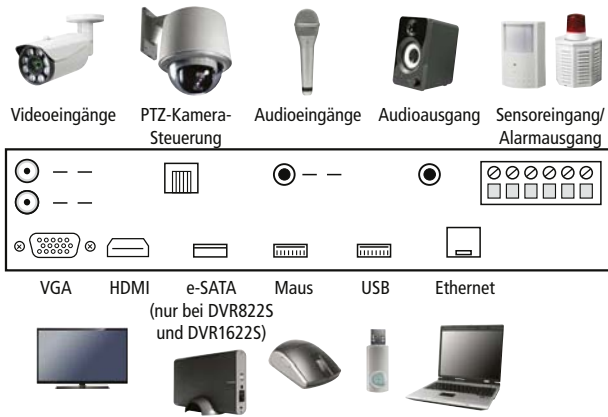 Videoeingänge PTZ-Kamera- Audioeingänge Audioausgang Sensoreingang/
Steuerung Alarmausgang
VGA HDMI e-SATA Maus USB Ethernet
(nur bei DVR822S
und DVR1622S)